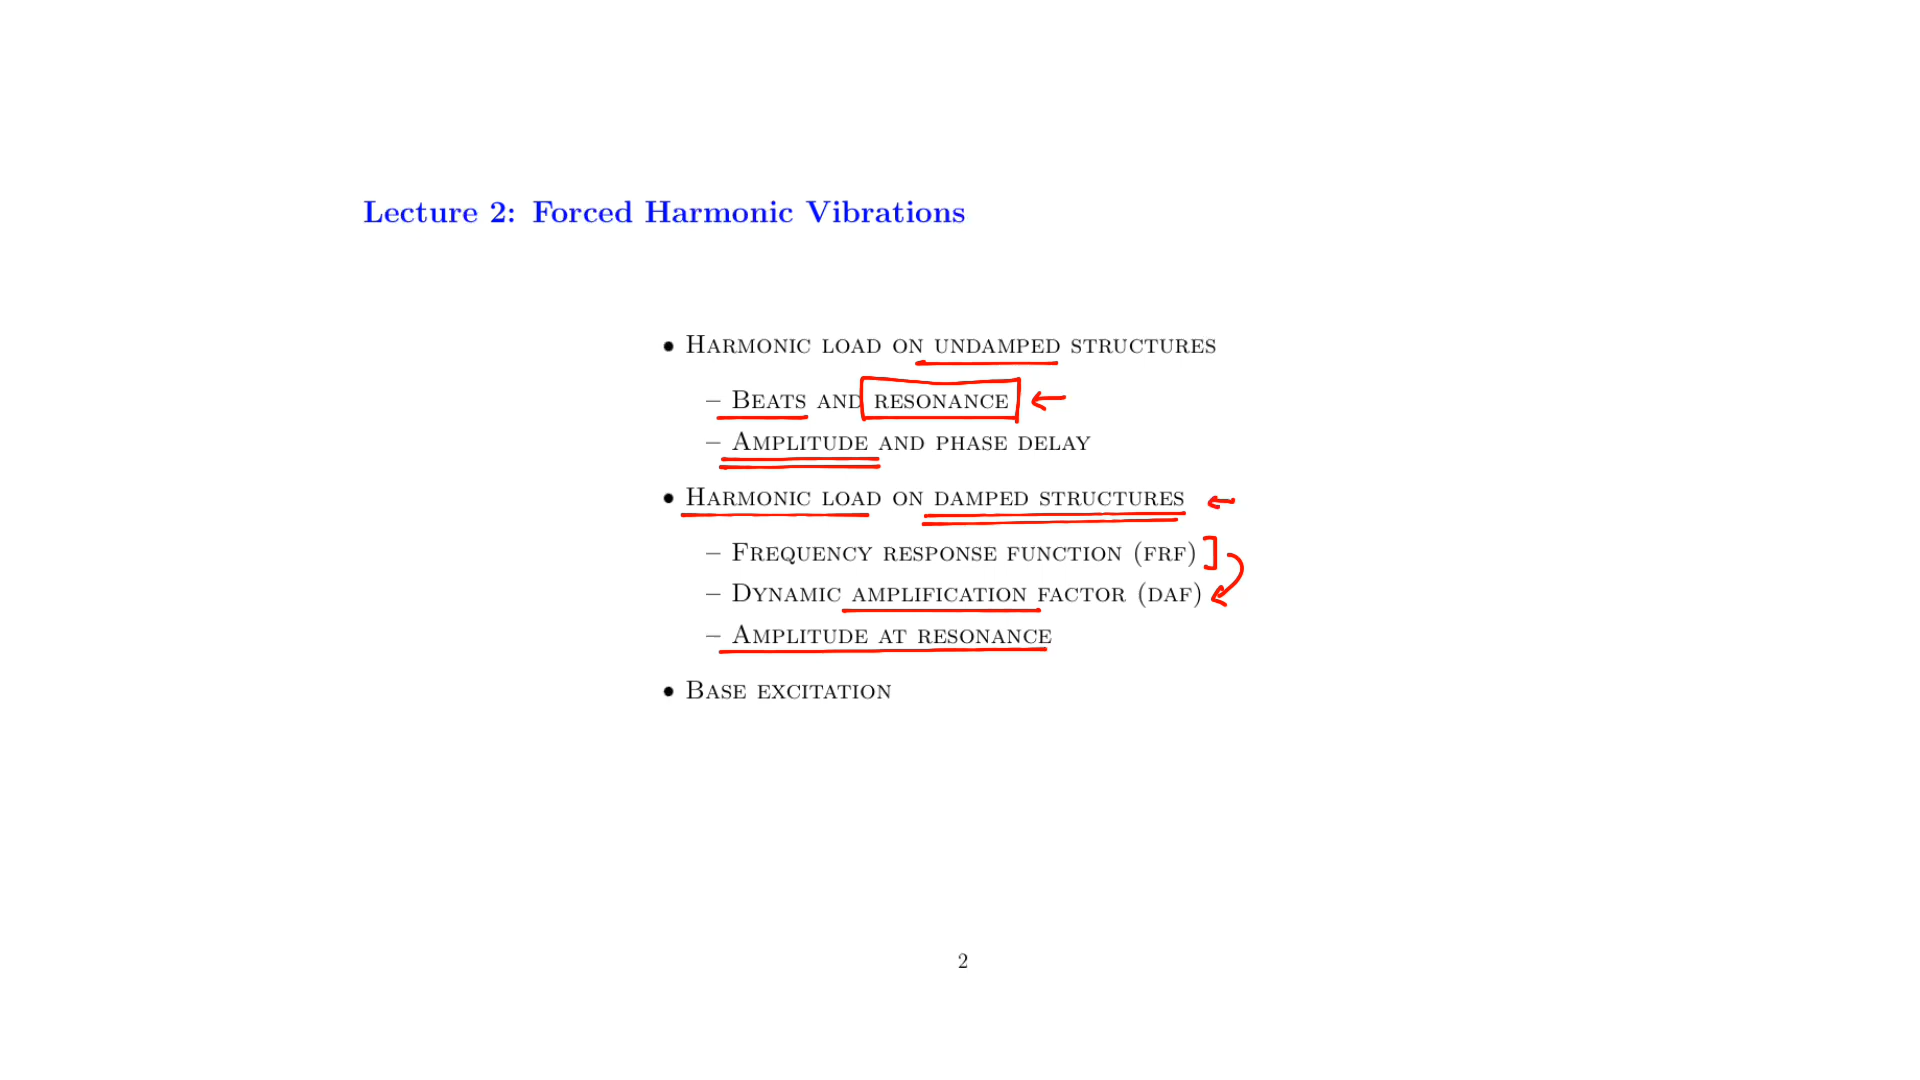 Lecture 2: Forced Harmonic Vibrations
• Harmonic load on undamped structures
– Beats and resonance
– Amplitude and phase delay
• Harmonic load on damped structures
– Frequency response function (frf)
– Dynamic amplification factor (daf)
– Amplitude at resonance
• Base excitation
2